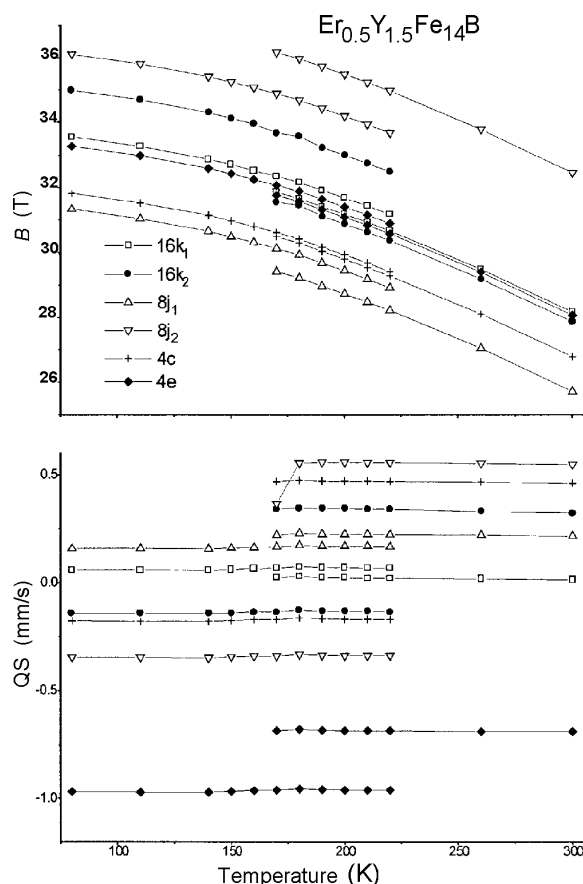 Er0.5Y1.5Fe14B
36
34
32
30
28
26
B (T)
16k1
16k2
8j1
8j2
4c
4e
0.5
0.0
-0.5
-1.0
QS (mm/s)
100 150 200 250 300
Temperature (K)